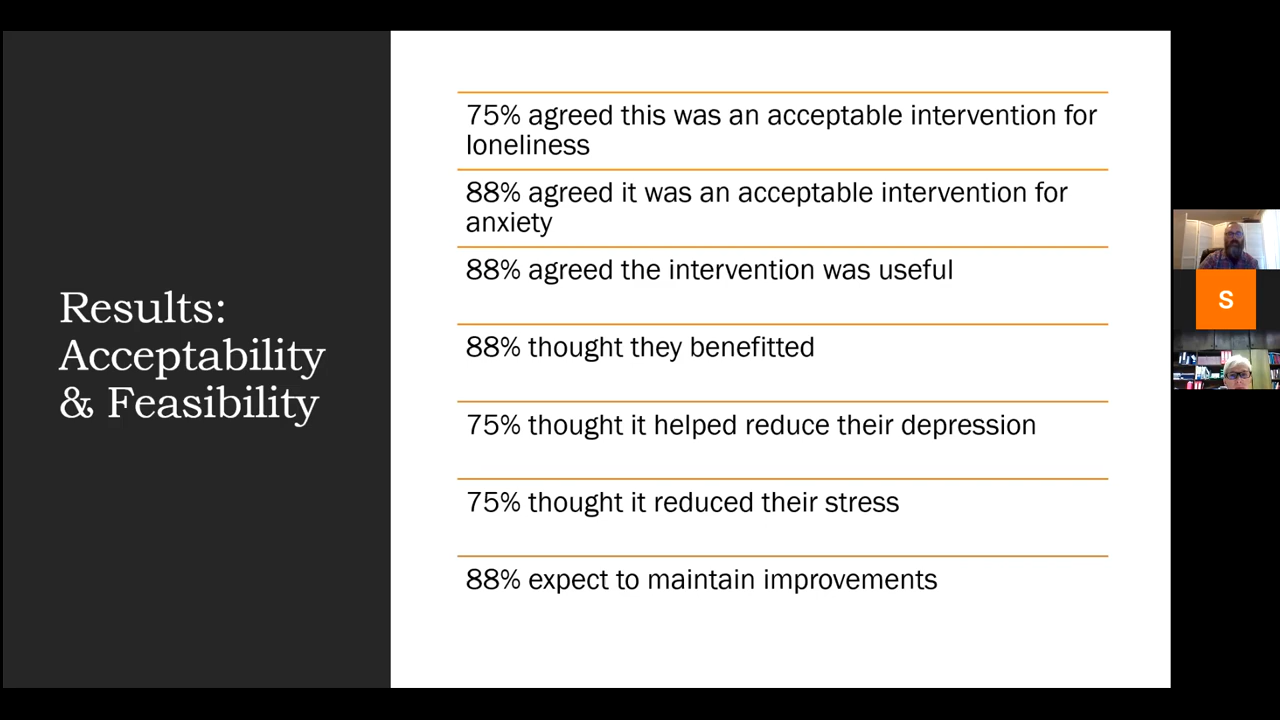 Results:
Acceptability
& Feasibility
75% agreed this was an acceptable intervention for
loneliness
88% agreed it was an acceptable intervention for
anxiety
88% agreed the intervention was useful
88% thought they benefitted
75% thought it helped reduce their depression
75% thought it reduced their stress
88% expect to maintain improvements
S